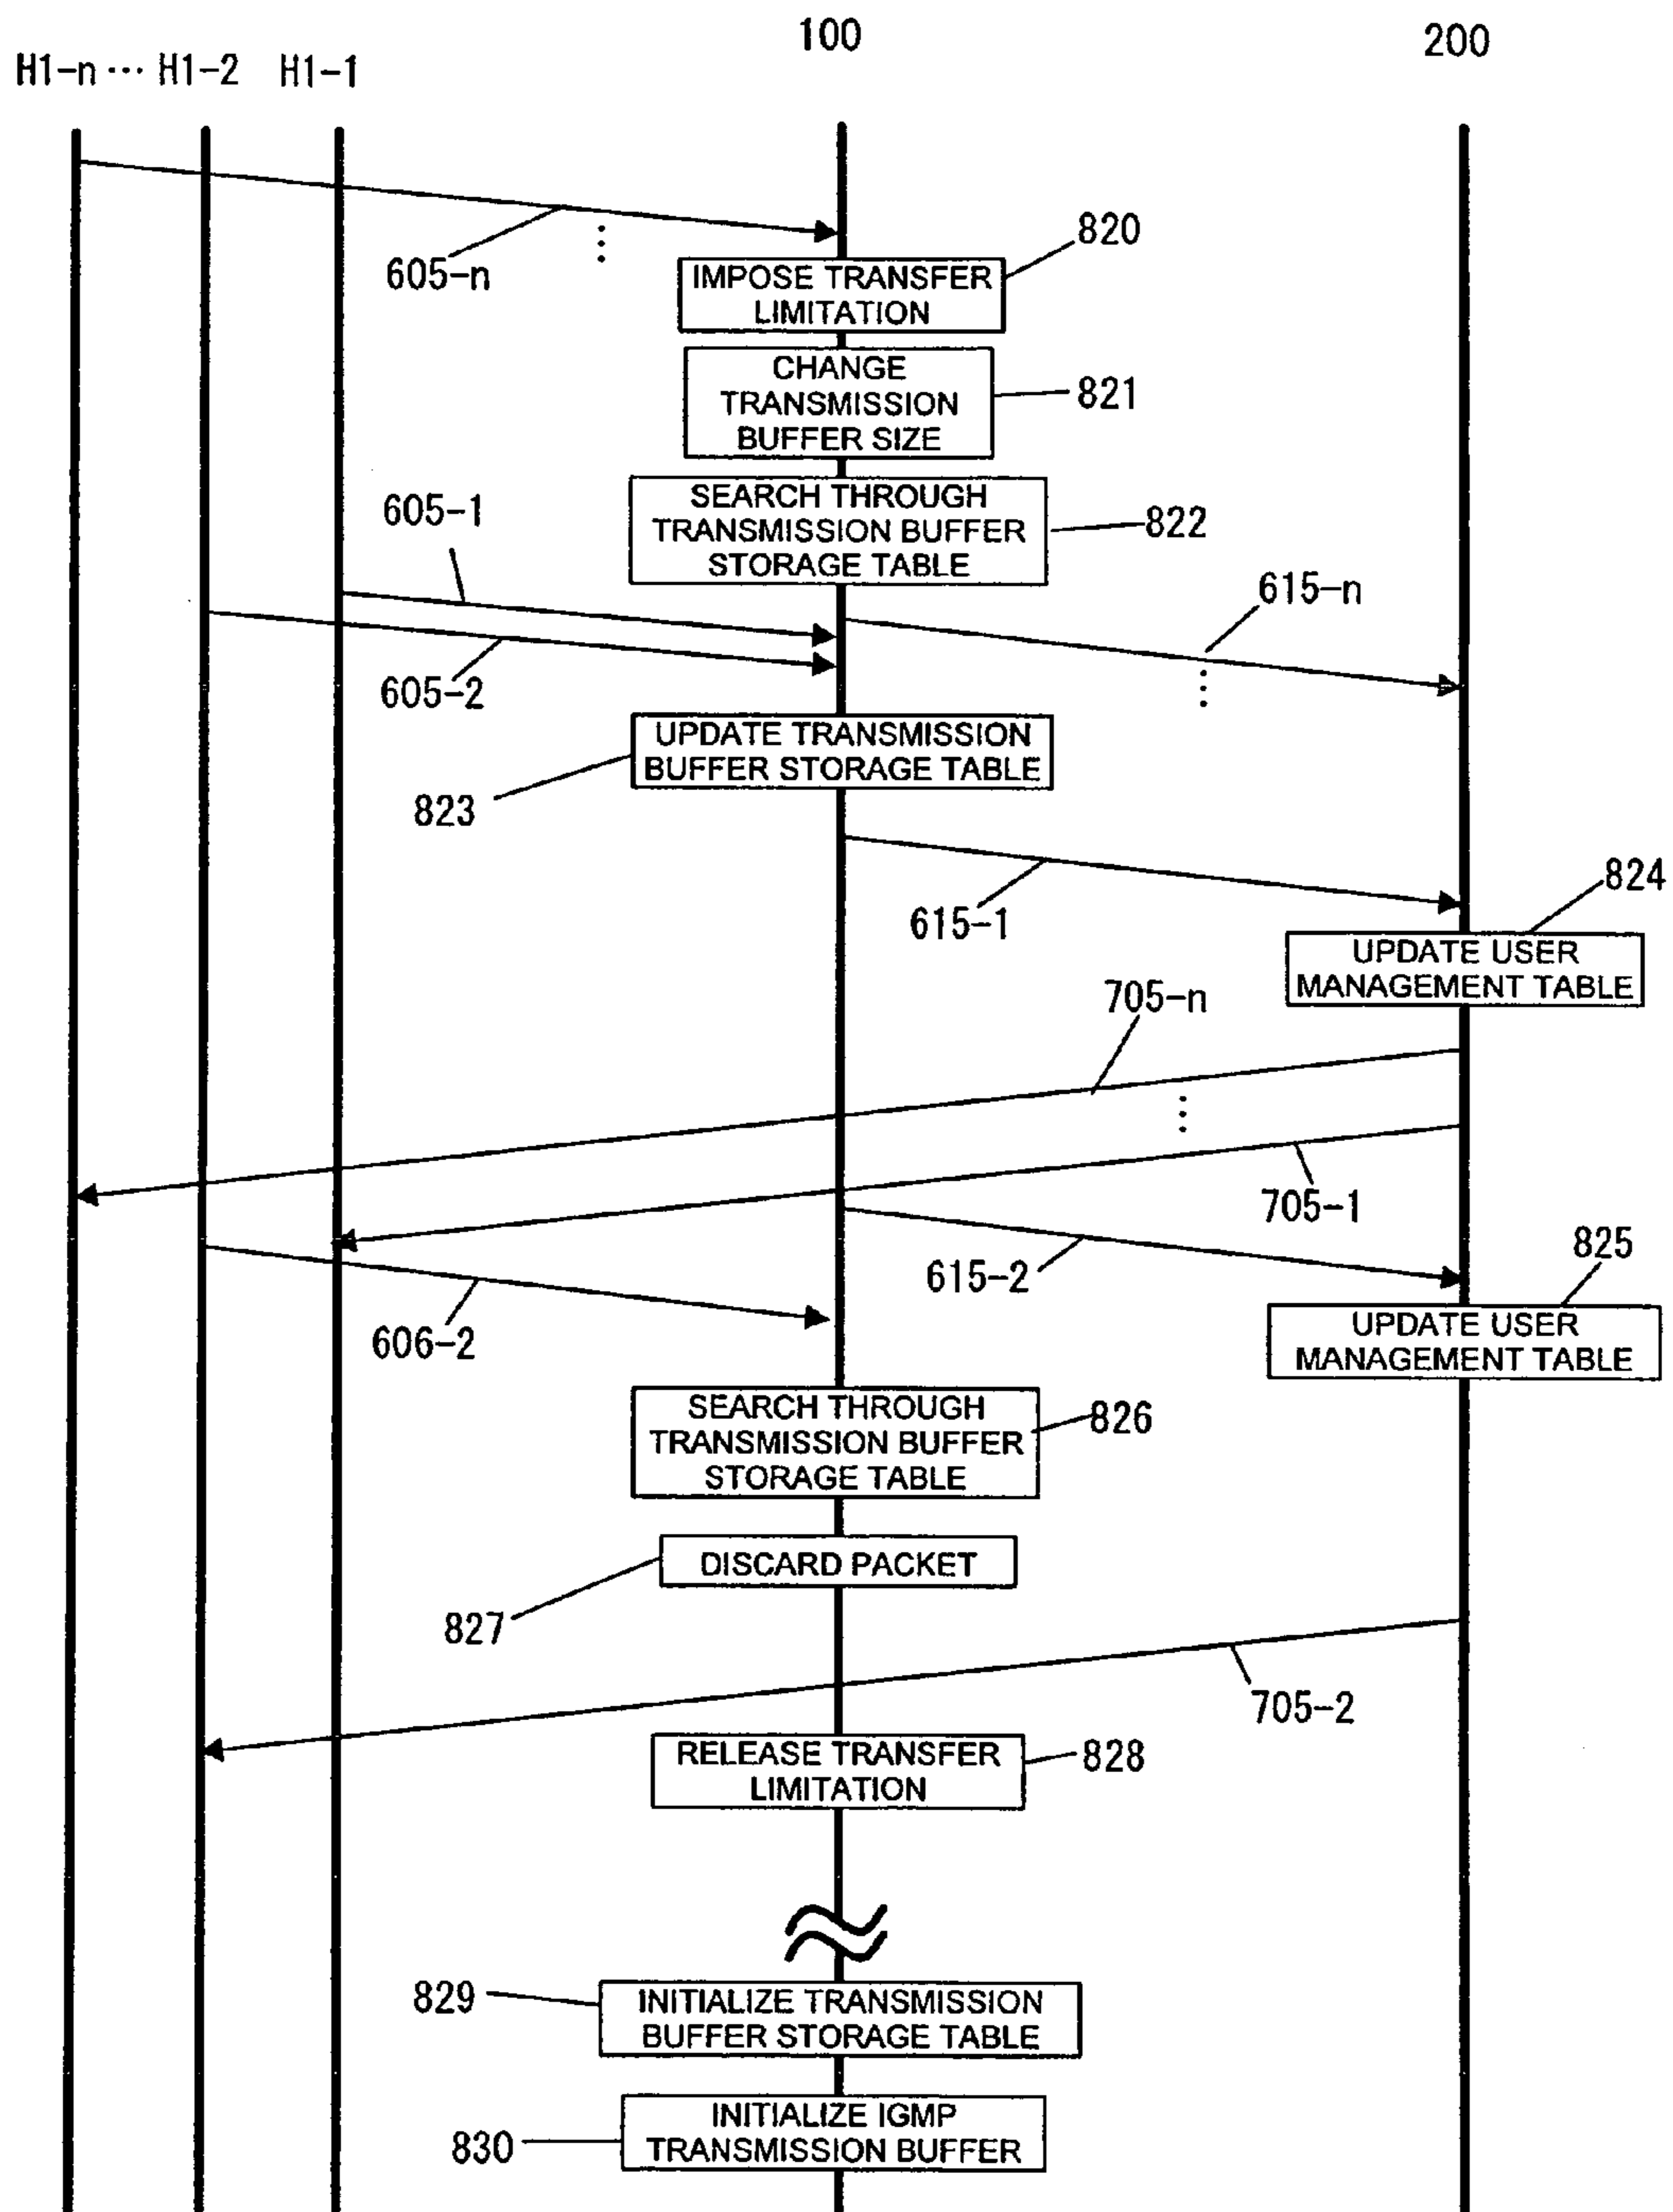 100
200
H1-n ··· H1-2 H1-1
820
605-n
IMPOSE TRANSFER
LIMITATION
CHANGE
TRANSMISSION
BUFFER SIZE
821
605-1
SEARCH THROUGH
TRANSMISSION BUFFER
STORAGE TABLE
822
615-n
605-2
UPDATE TRANSMISSION
BUFFER STORAGE TABLE
823
615-1
824
UPDATE USER
MANAGEMENT TABLE
705-n
705-1
615-2
825
606-2
UPDATE USER
MANAGEMENT TABLE
SEARCH THROUGH
TRANSMISSION BUFFER
STORAGE TABLE
826
DISCARD PACKET
827
705-2
RELEASE TRANSFER
LIMITATION
828
829
INITIALIZE TRANSMISSION
BUFFER STORAGE TABLE
INITIALIZE IGMP
TRANSMISSION BUFFER
830